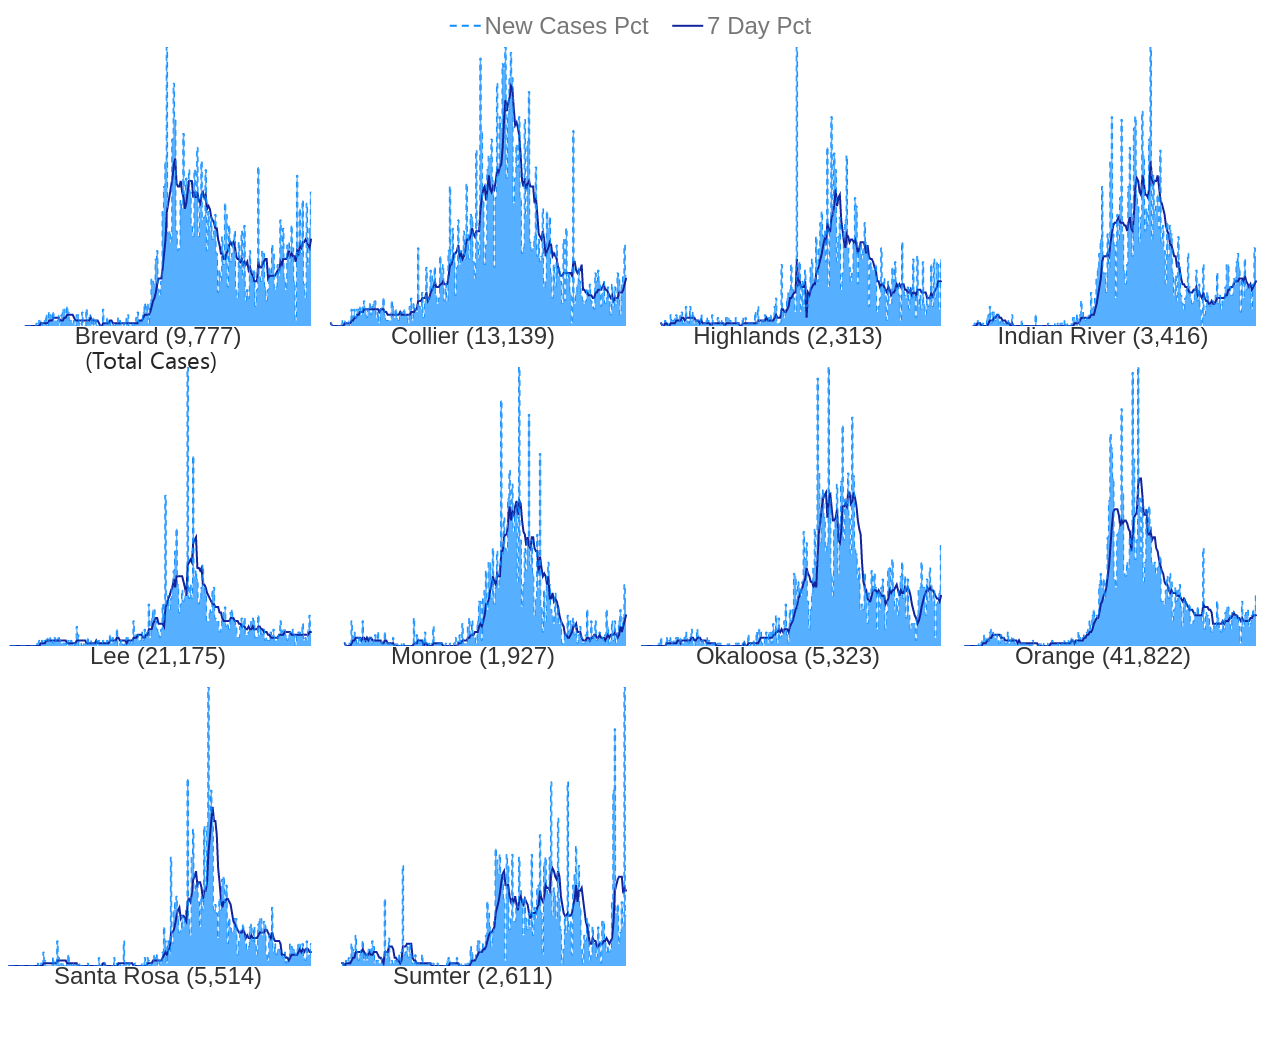 New Cases Pct 7 Day Pct
Brevard (9,777) Collier (13,139) Highlands (2,313) Indian River (3,416)
(Total Cases)
Lee (21,175) Monroe (1,927) Okaloosa (5,323) Orange (41,822)
Santa Rosa (5,514) Sumter (2,611)